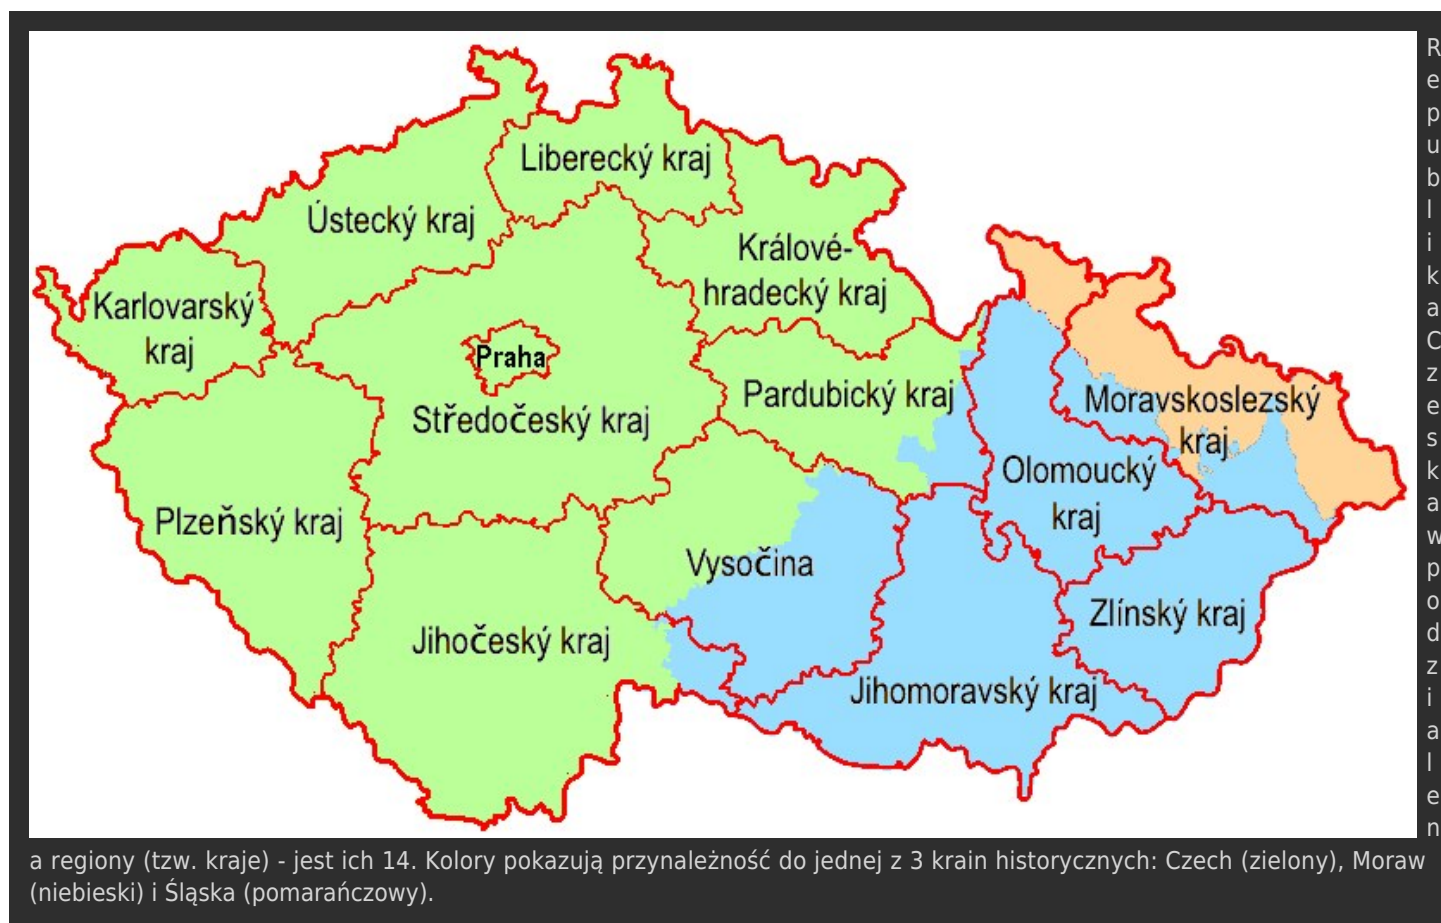 Liberecký kraj
Ústecký kraj
Králové-
hradecký kraj
Karlovarský
kraj
Praha
Pardubický kraj
Moravskoslezský
kraj
Středočeský kraj
Olomoucký
kraj
Plzeňský kraj
Vysočina
Zlínský kraj
Jihočeský kraj
Jihomoravský kraj
R
e
p
u
b
l
i
k
a
C
z
e
s
k
a
w
p
o
d
z
i
a
l
e
n
a regiony (tzw. kraje) - jest ich 14. Kolory pokazują przynależność do jednej z 3 krain historycznych: Czech (zielony), Moraw
(niebieski) i Śląska (pomarańczowy).